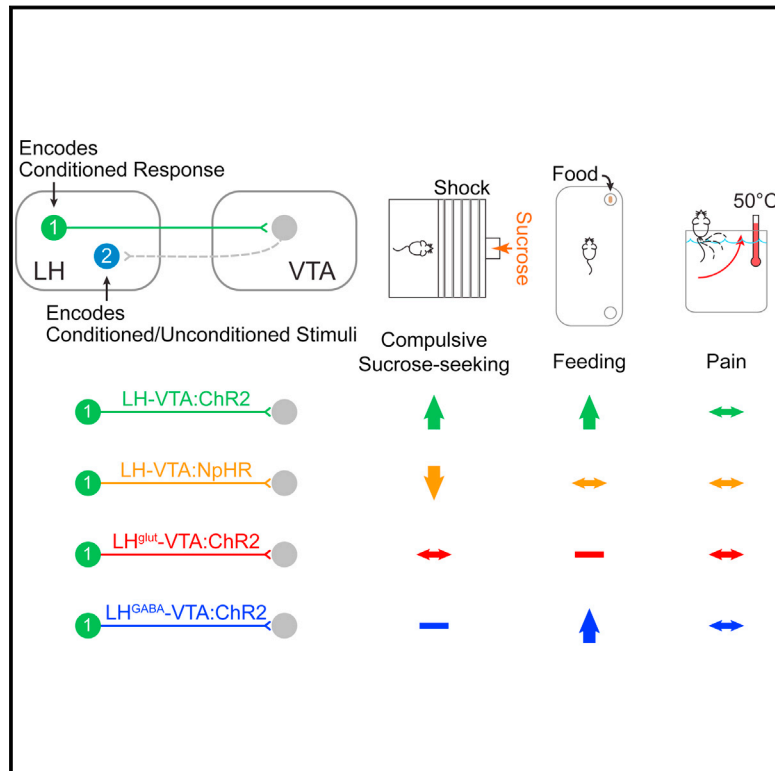 Encodes
Conditioned Response
1
2
LH
VTA
Encodes
Conditioned/Unconditioned Stimuli
Shock
Sucrose
Food
50°C
Compulsive
Sucrose-seeking
Feeding
Pain
1
LH-VTA:ChR2
1
LH-VTA:NpHR
1
LHglut-VTA:ChR2
1
LHGABA-VTA:ChR2